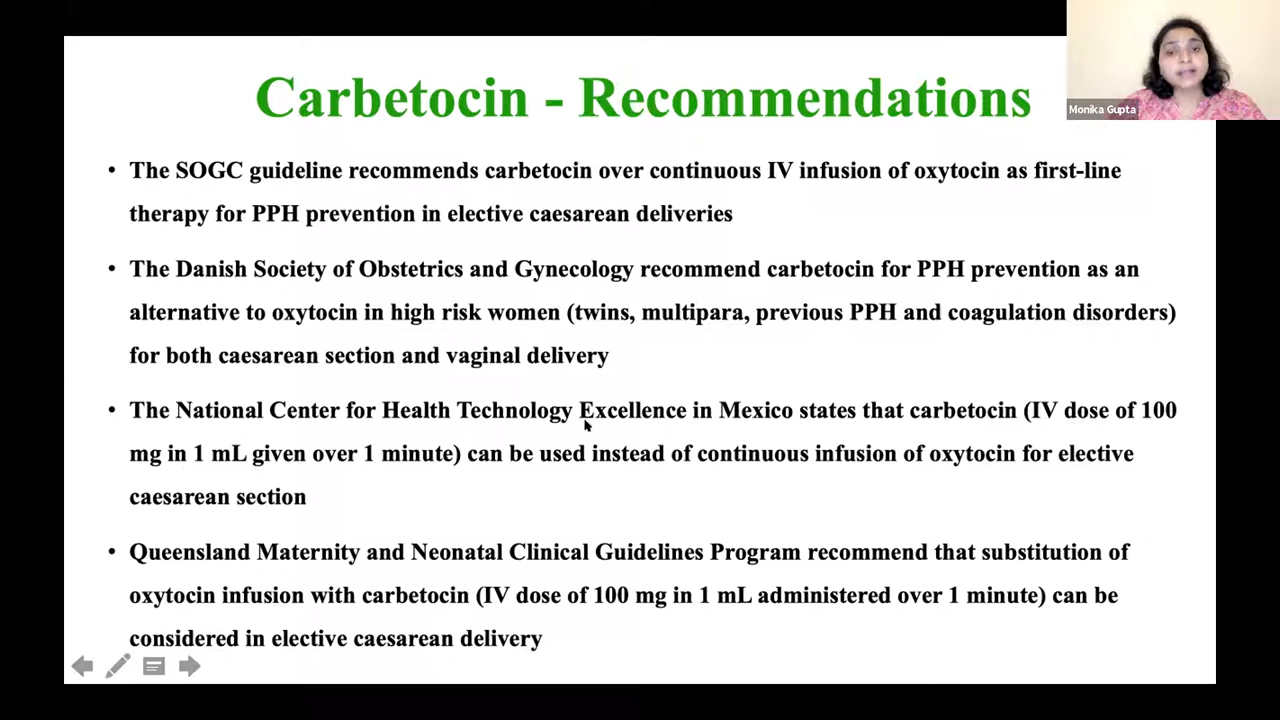 Carbetocin - Recommendations
Monika Gupta
• The SOGC guideline recommends carbetocin over continuous IV infusion of oxytocin as first-line
therapy for PPH prevention in elective caesarean deliveries
• The Danish Society of Obstetrics and Gynecology recommend carbetocin for PPH prevention as an
alternative to oxytocin in high risk women (twins, multipara, previous PPH and coagulation disorders)
for both caesarean section and vaginal delivery
• The National Center for Health Technology Excellence in Mexico states that carbetocin (IV dose of 100
mg in 1 mL given over 1 minute) can be used instead of continuous infusion of oxytocin for elective
caesarean section
• Queensland Maternity and Neonatal Clinical Guidelines Program recommend that substitution of
oxytocin infusion with carbetocin (IV dose of 100 mg in 1 mL administered over 1 minute) can be
considered in elective caesarean delivery